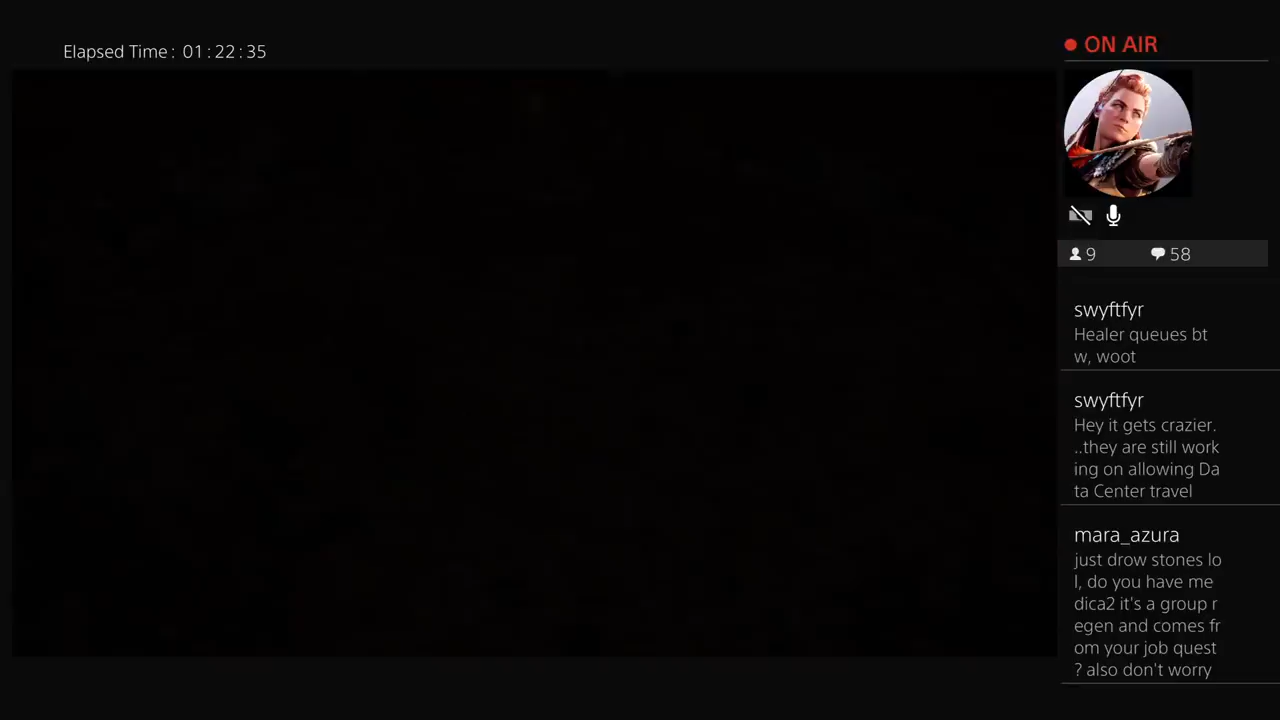 Elapsed Time: 01:22:35
ON AIR
9 58
swyftfyr
Healer queues bt
w, woot
swyftfyr
Hey it gets crazier.
..they are still work
ing on allowing Da
ta Center travel
mara_azura
just drow stones lo
l, do you have me
dica2 it's a group r
egen and comes fr
om your job quest
? also don't worry